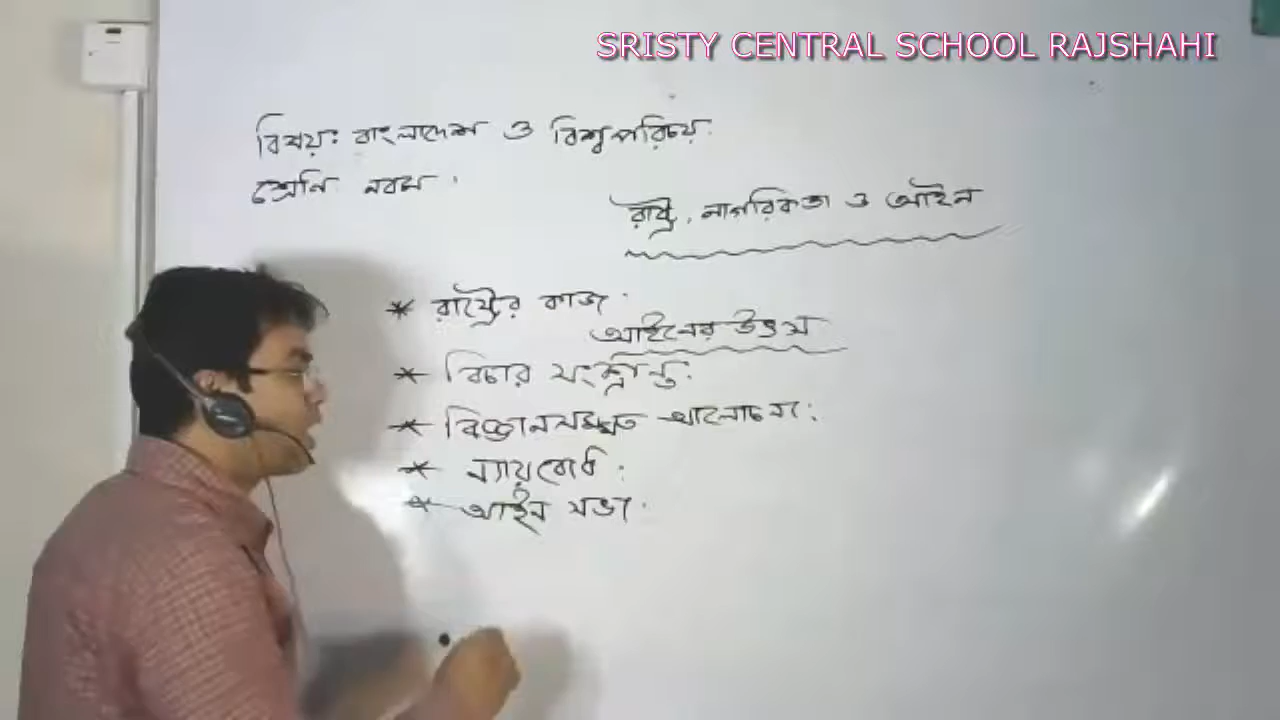 SRISTY CENTRAL SCHOOL RAJSHAHI
বিষয়: বাংলাদেশ ও বিশ্বপরিচয়.
শ্রেনি নবম .
রাষ্ট্র, নাগরিকতা ও আইন
* রাষ্ট্রের কাজ.
আইনের উৎস
* বিচার সংক্রান্ত.
* বিজ্ঞানসম্মত আলোচনা:
* ন্যায়বোধ :
* আইন সভা.